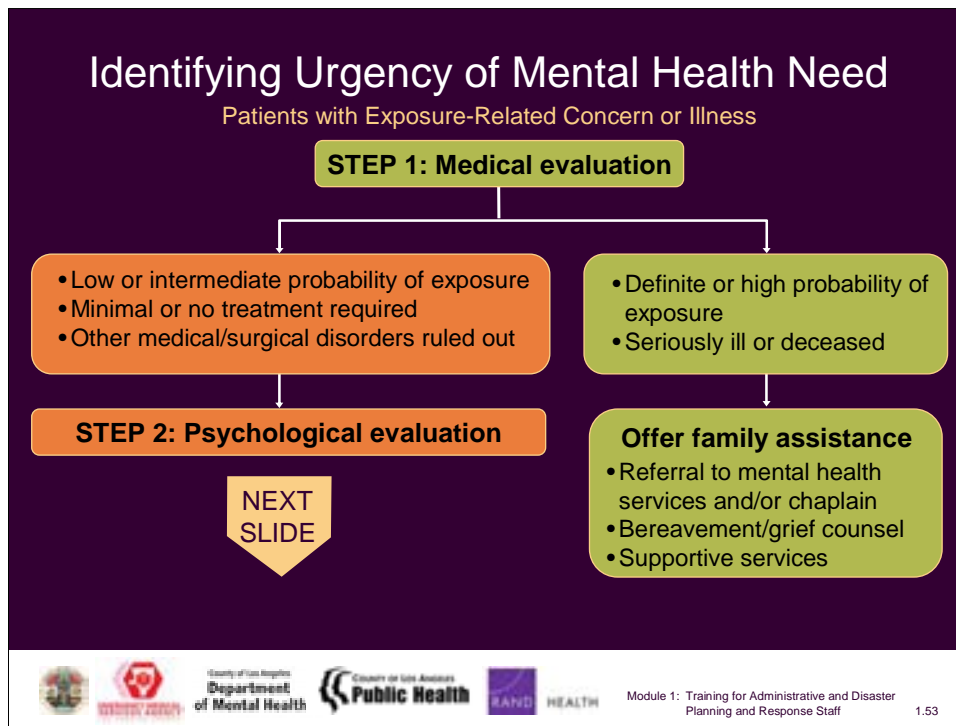 Identifying Urgency of Mental Health Need
Patients with Exposure-Related Concern or Illness
STEP 1: Medical evaluation
•Low or intermediate probability of exposure
•Minimal or no treatment required
•Other medical/surgical disorders ruled out
•Definite or high probability of
exposure
•Seriously ill or deceased
STEP 2: Psychological evaluation
Offer family assistance
•Referral to mental health
services and/or chaplain
•Bereavement/grief counsel
•Supportive services
NEXT
SLIDE
EMERGENCY MEDICAL
SERVICES AGENCY
County of Los Angeles
Department
of Mental Health
COUNTY OF LOS ANGELES
Public Health
RAND HEALTH
Module 1: Training for Administrative and Disaster
Planning and Response Staff 1.53